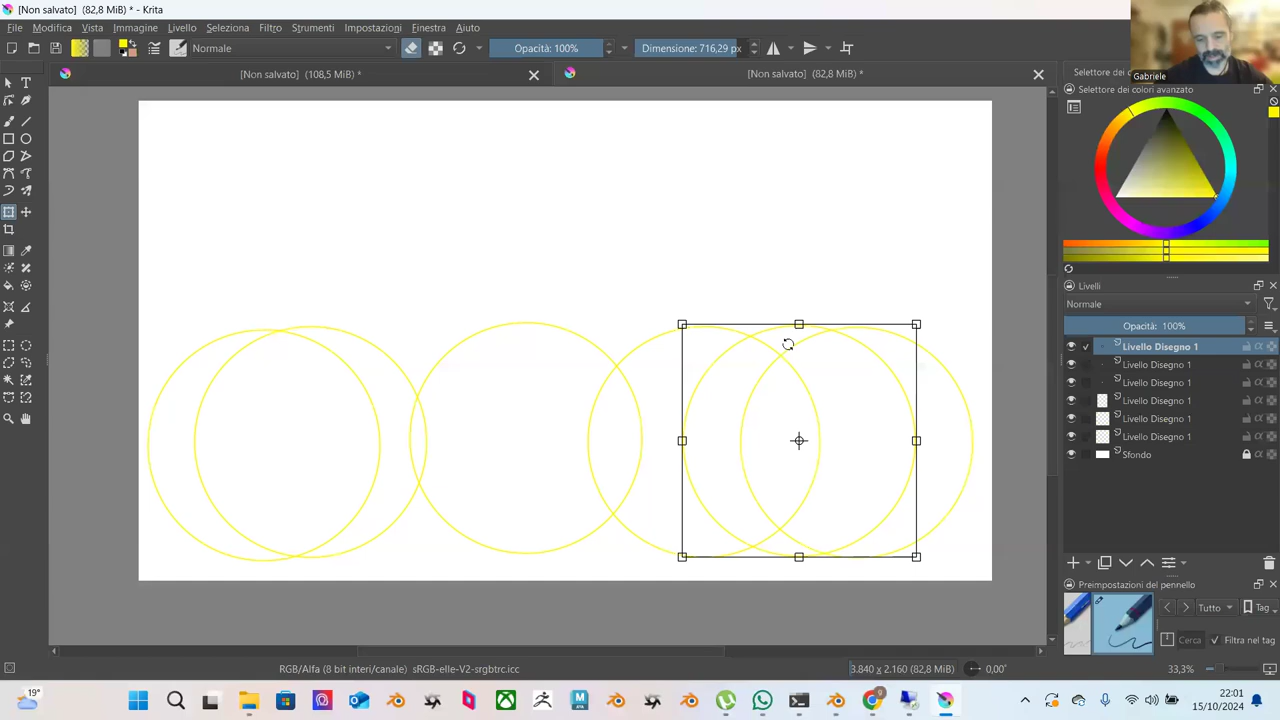 [Non salvato] (82,8 MiB) * - Krita
File Modifica Vista Immagine Livello Seleziona Filtro Strumenti Impostazioni Finestra Aiuto
Normale Opacità: 100% Dimensione: 716,29 px
Gabriele
[Non salvato] (108,5 MiB) * [Non salvato] (82,8 MiB) *
Selettore dei co
Selettore dei colori avanzato
Livelli
Normale
Opacità: 100%
Livello Disegno 1
Livello Disegno 1
Livello Disegno 1
Livello Disegno 1
Livello Disegno 1
Livello Disegno 1
Sfondo
Preimpostazioni del pennello
Tutto Tag
Cerca Filtra nel tag
RGB/Alfa (8 bit interi/canale) sRGB-elle-V2-srgbtrc.icc 3.840 x 2.160 (82,8 MiB) 0,00° 33,3%
19°
22:01
15/10/2024